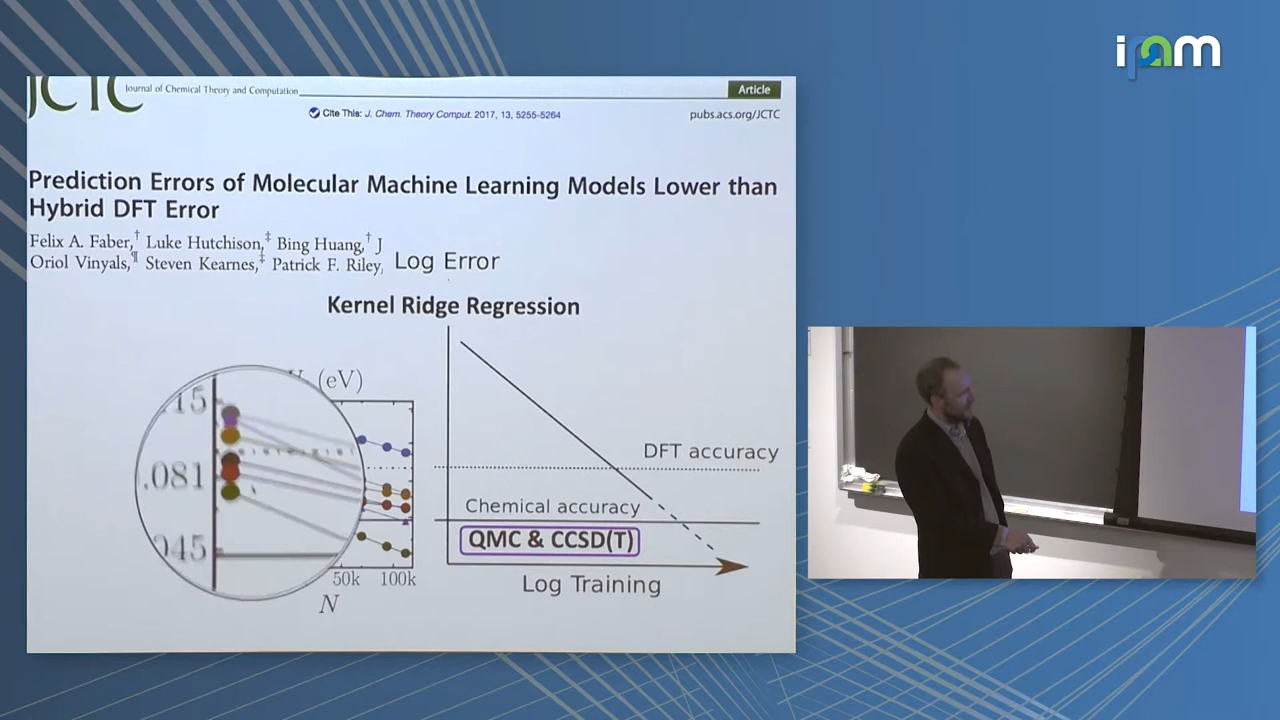 ipam
JCTC
Journal of Chemical Theory and Computation
Article
Cite This: J. Chem. Theory Comput. 2017, 13, 5255-5264
pubs.acs.org/JCTC
Prediction Errors of Molecular Machine Learning Models Lower than
Hybrid DFT Error
Felix A. Faber,† Luke Hutchison,‡ Bing Huang,† J
Oriol Vinyals,¶ Steven Kearnes,‡ Patrick F. Riley,
Log Error
Kernel Ridge Regression
(eV)
.15
.081
045
50k 100k
N
DFT accuracy
Chemical accuracy
QMC & CCSD(T)
Log Training